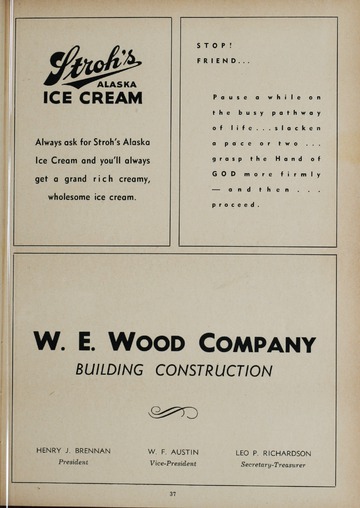 Stroh's
ALASKA
ICE CREAM
Always ask for Stroh's Alaska
Ice Cream and you'll always
get a grand rich creamy,
wholesome ice cream.
STOP!
FRIEND...
Pause a while on
the busy pathway
of life...slacken
a pace or two ...
grasp the Hand of
GOD more firmly
— and then . . .
proceed.
W. E. WOOD COMPANY
BUILDING CONSTRUCTION
HENRY J. BRENNAN
President
W. F. AUSTIN
Vice-President
LEO P. RICHARDSON
Secretary-Treasurer
37